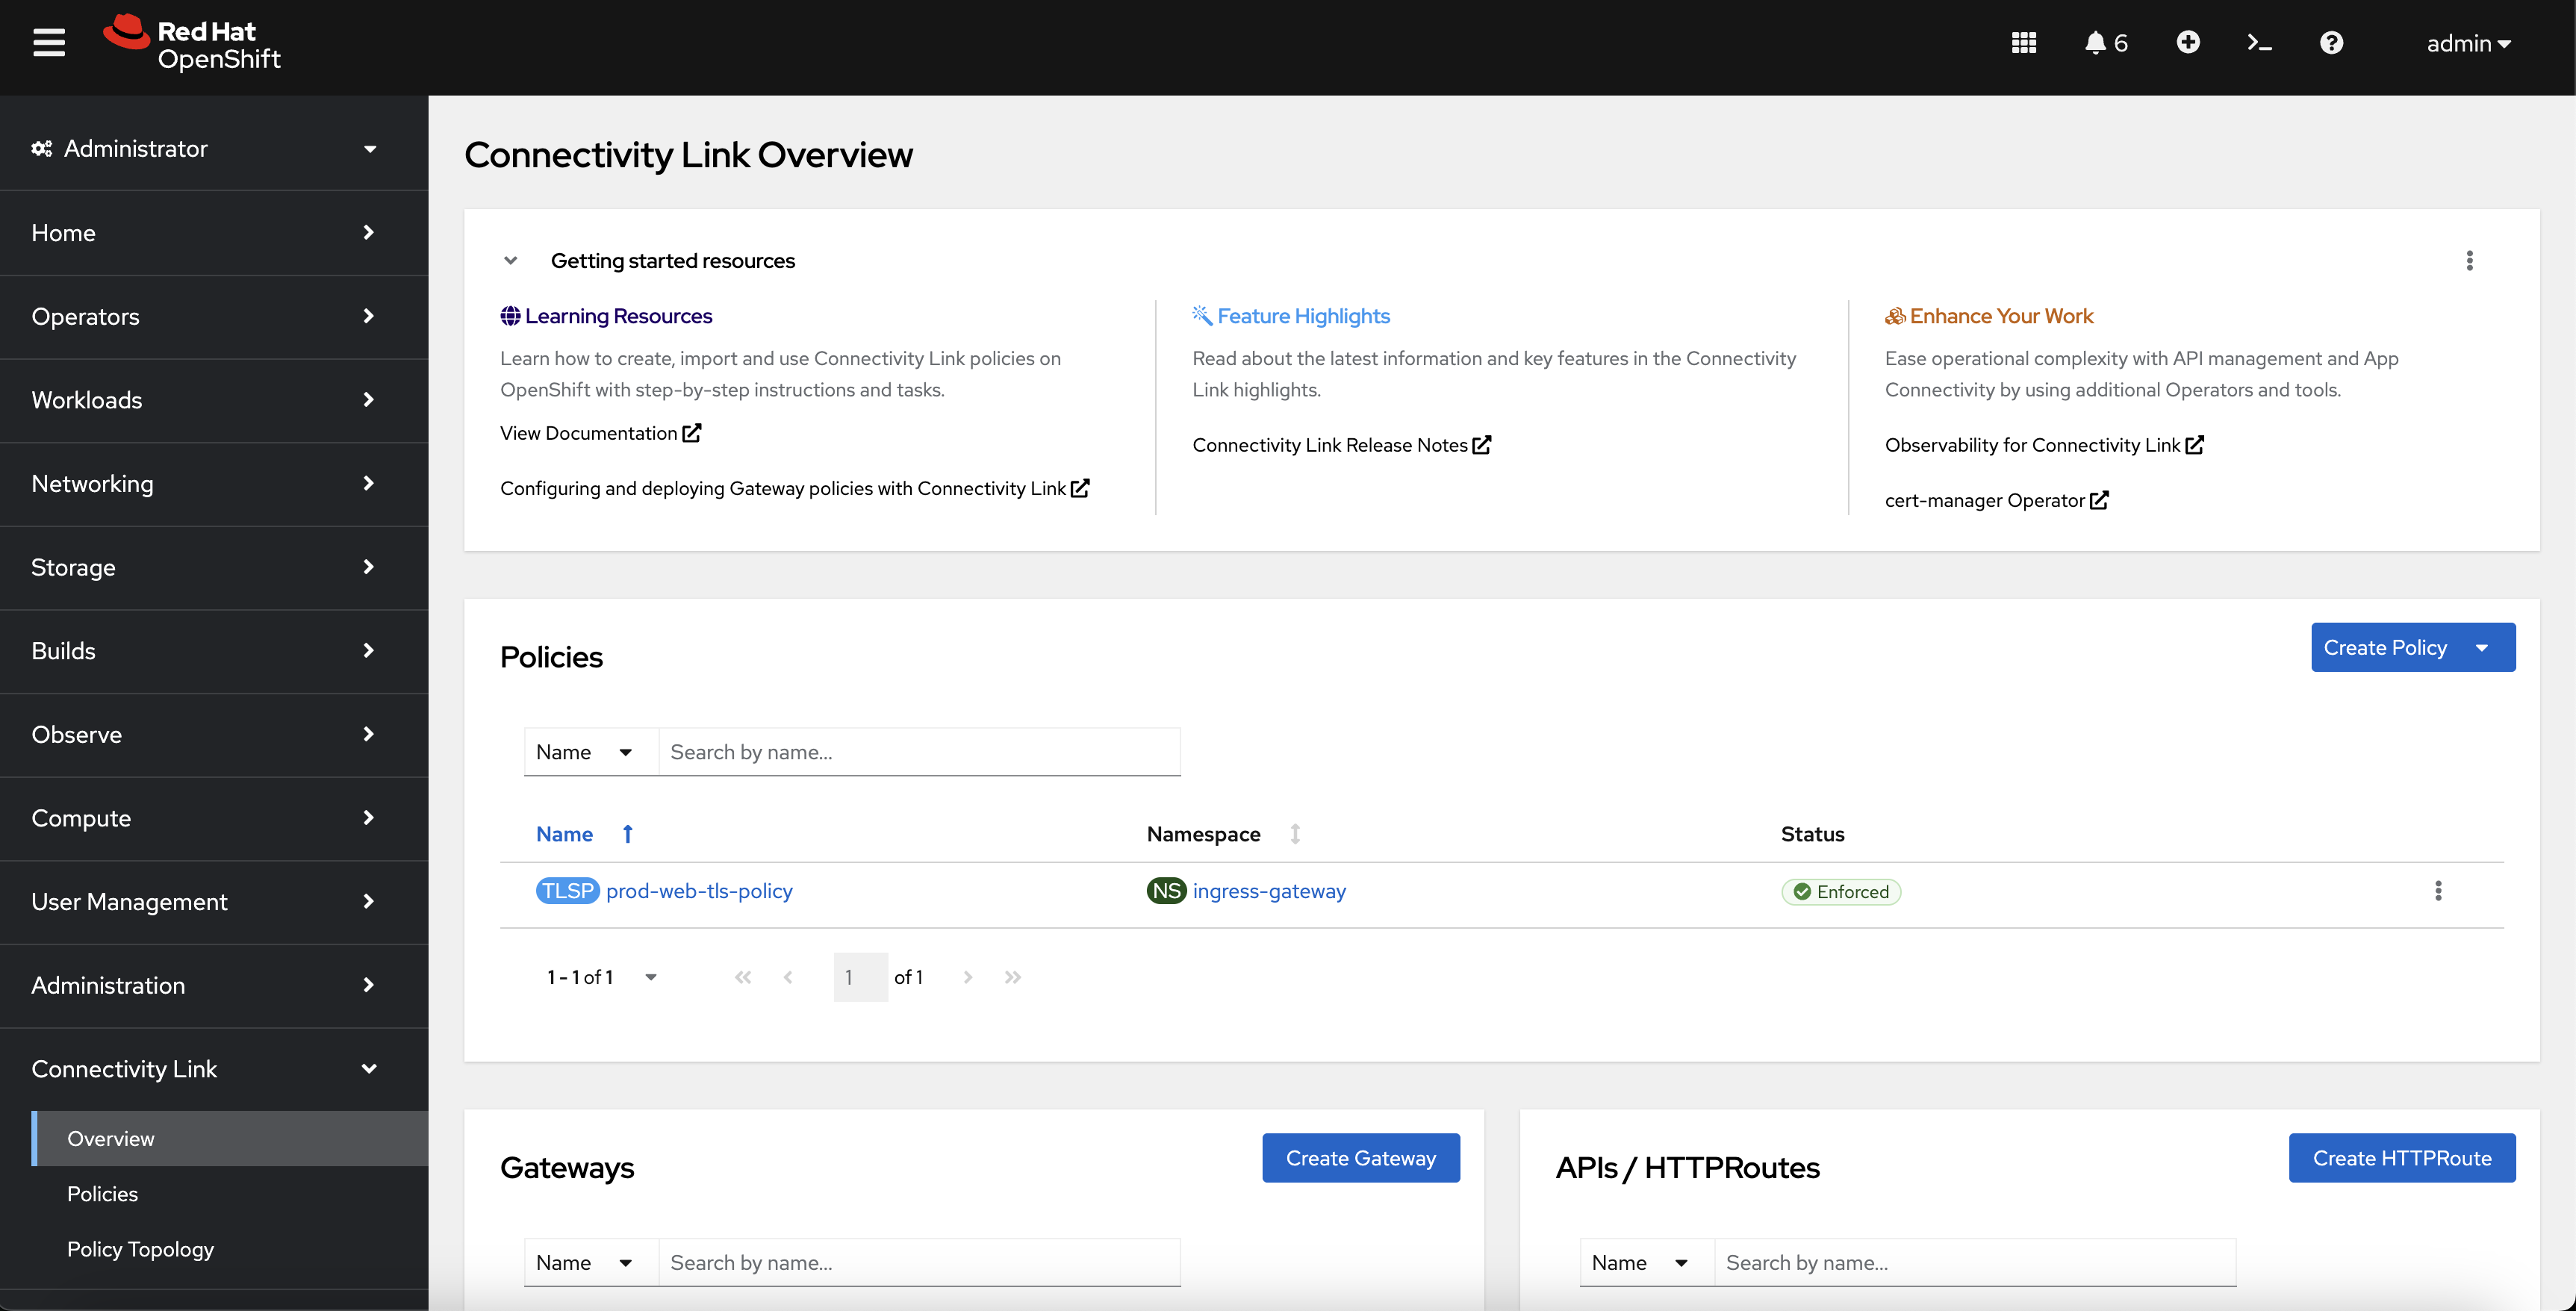 Red Hat
OpenShift
6
admin
Administrator
Home
Operators
Workloads
Networking
Storage
Builds
Observe
Compute
User Management
Administration
Connectivity Link
Overview
Policies
Policy Topology
Connectivity Link Overview
Getting started resources
Learning Resources
Learn how to create, import and use Connectivity Link policies on
OpenShift with step-by-step instructions and tasks.
View Documentation
Configuring and deploying Gateway policies with Connectivity Link
Feature Highlights
Read about the latest information and key features in the Connectivity
Link highlights.
Connectivity Link Release Notes
Enhance Your Work
Ease operational complexity with API management and App
Connectivity by using additional Operators and tools.
Observability for Connectivity Link
cert-manager Operator
Policies
Create Policy
Name Search by name...
Name Namespace Status
TLSP prod-web-tls-policy NS ingress-gateway Enforced
1 - 1 of 1 1 of 1
Gateways
Create Gateway
Name Search by name...
APIs / HTTPRoutes
Create HTTPRoute
Name Search by name...